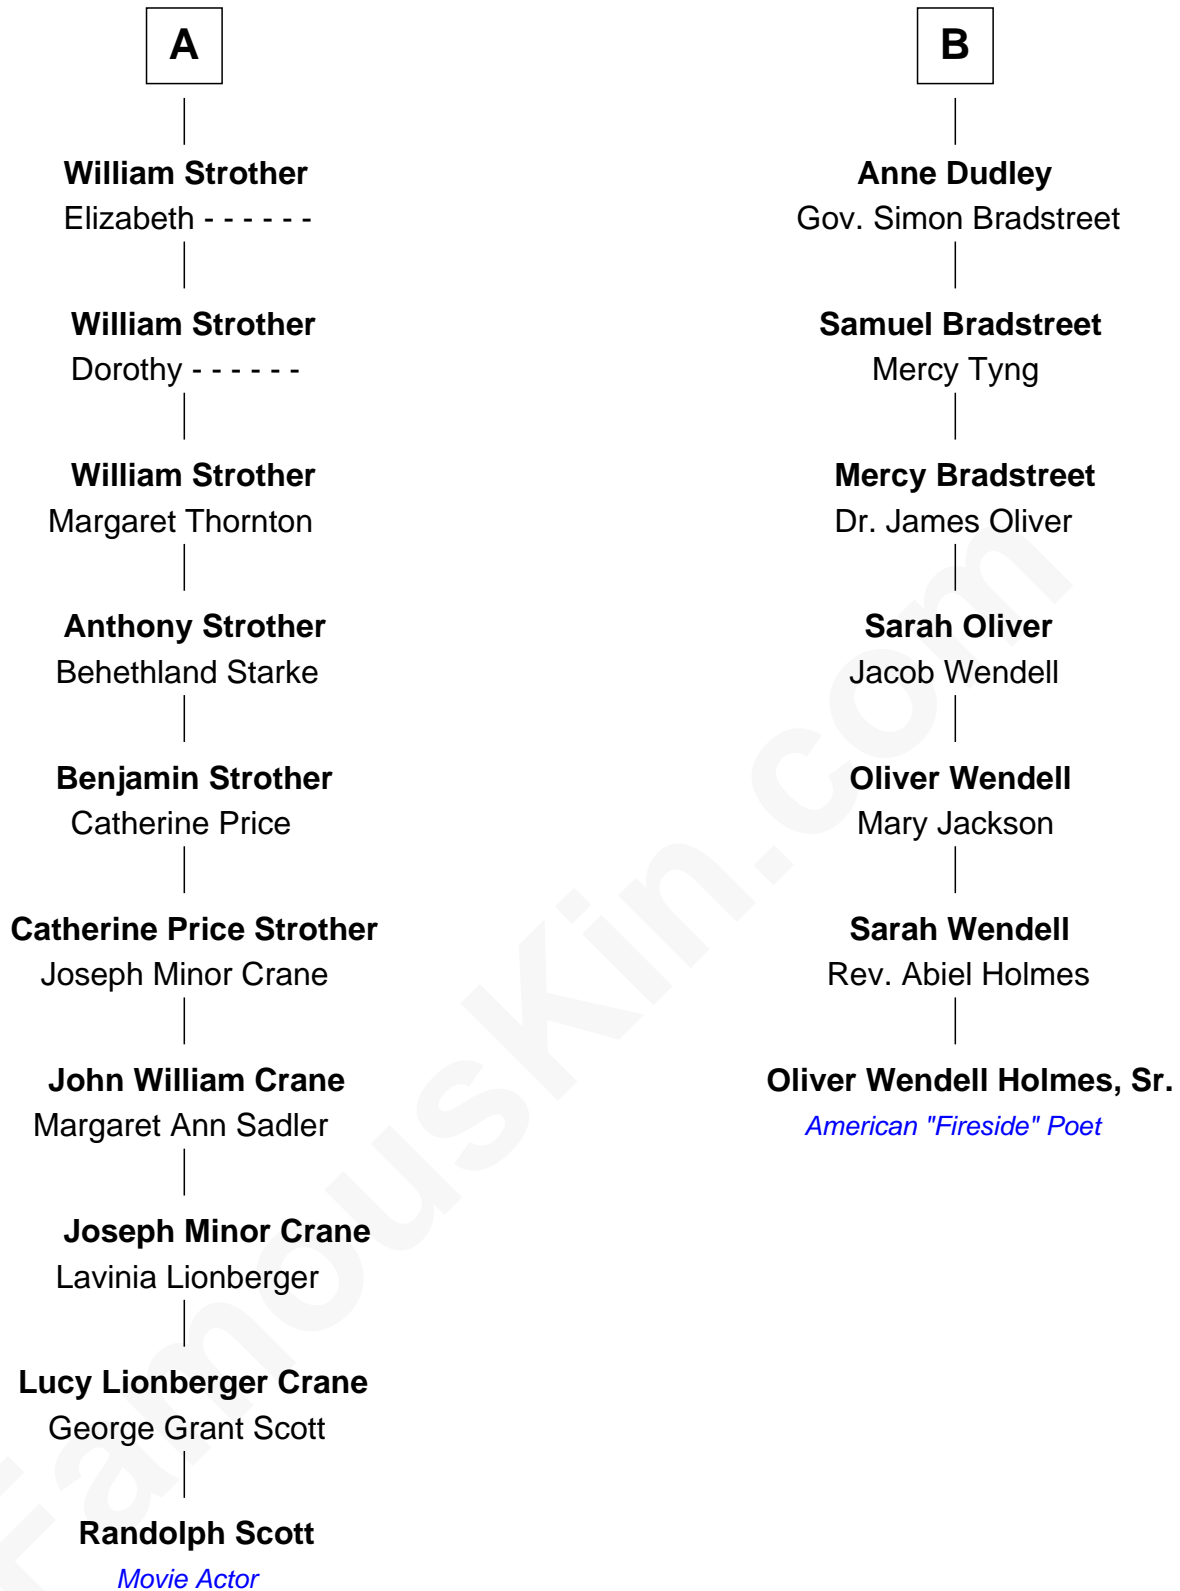 A
William Strother
Elizabeth - - - - - -
William Strother
Dorothy - - - - - -
William Strother
Margaret Thornton
Anthony Strother
Behethland Starke
Benjamin Strother
Catherine Price
Catherine Price Strother
Joseph Minor Crane
John William Crane
Margaret Ann Sadler
Joseph Minor Crane
Lavinia Lionberger
Lucy Lionberger Crane
George Grant Scott
Randolph Scott
Movie Actor
B
Anne Dudley
Gov. Simon Bradstreet
Samuel Bradstreet
Mercy Tyng
Mercy Bradstreet
Dr. James Oliver
Sarah Oliver
Jacob Wendell
Oliver Wendell
Mary Jackson
Sarah Wendell
Rev. Abiel Holmes
Oliver Wendell Holmes, Sr.
American "Fireside" Poet
FamousKin.com